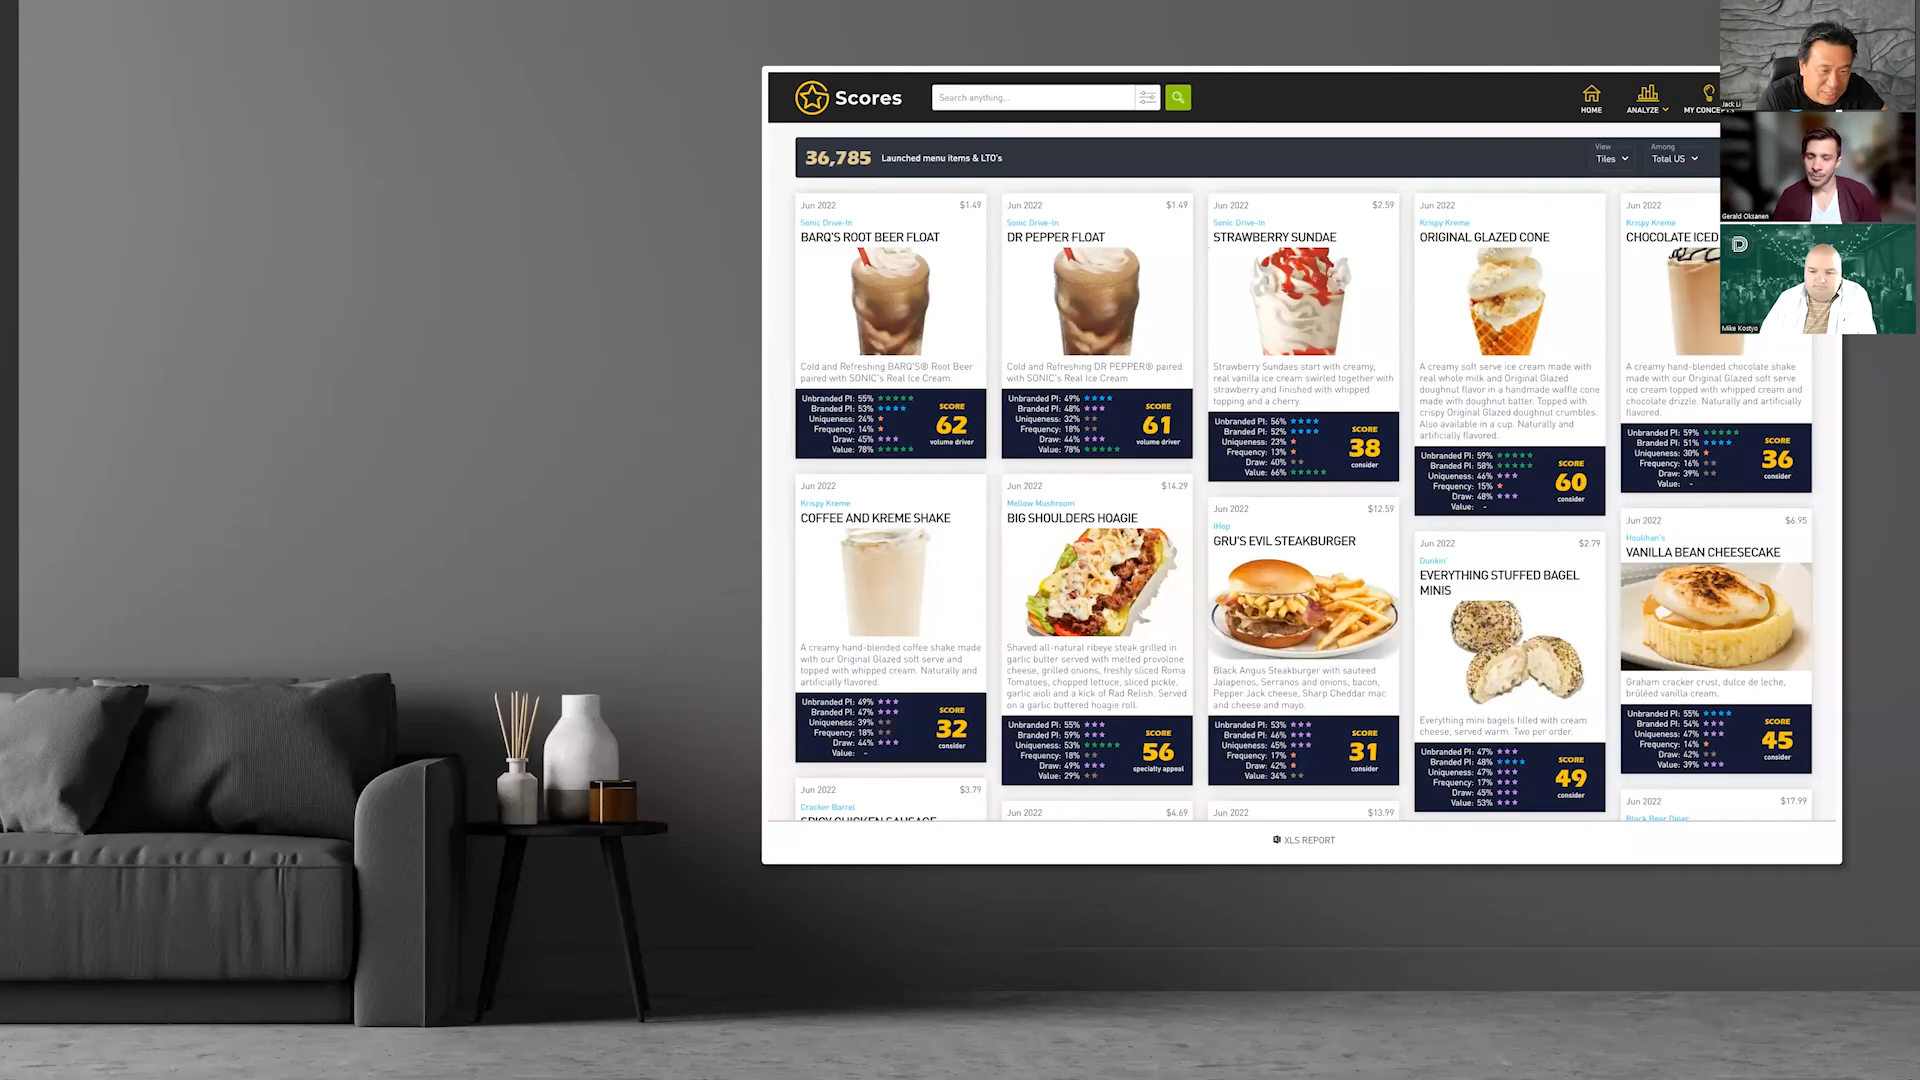 Scores
Search anything...
HOME
ANALYZE
MY CONCEPTS
Jack Li
Gerald Oksanen
Mike Kostyo
36,785 Launched menu items & LTO's
View
Tiles
Among
Total US
Jun 2022 $1.49
Sonic Drive-In
BARQ'S ROOT BEER FLOAT
Cold and Refreshing BARQ'S® Root Beer
paired with SONIC's Real Ice Cream.
Unbranded PI: 55%
Branded PI: 53%
Uniqueness: 24%
Frequency: 14%
Draw: 45%
Value: 78%
SCORE
62
volume driver
Jun 2022 $1.49
Sonic Drive-In
DR PEPPER FLOAT
Cold and Refreshing DR PEPPER® paired
with SONIC's Real Ice Cream
Unbranded PI: 49%
Branded PI: 48%
Uniqueness: 32%
Frequency: 18%
Draw: 44%
Value: 78%
SCORE
61
volume driver
Jun 2022 $2.59
Sonic Drive-In
STRAWBERRY SUNDAE
Strawberry Sundaes start with creamy,
real vanilla ice cream swirled together with
strawberry and finished with whipped
topping and a cherry.
Unbranded PI: 56%
Branded PI: 52%
Uniqueness: 23%
Frequency: 13%
Draw: 40%
Value: 66%
SCORE
38
consider
Jun 2022
Krispy Kreme
ORIGINAL GLAZED CONE
A creamy soft serve ice cream made with
real whole milk and Original Glazed
doughnut flavor in a handmade waffle cone
made with doughnut batter. Topped with
crispy Original Glazed doughnut crumbles.
Also available in a cup. Naturally and
artificially flavored.
Unbranded PI: 59%
Branded PI: 58%
Uniqueness: 46%
Frequency: 15%
Draw: 48%
Value: -
SCORE
60
consider
Jun 2022
Krispy Kreme
CHOCOLATE ICED
A creamy hand-blended chocolate shake
made with our Original Glazed soft serve
ice cream topped with whipped cream and
chocolate drizzle. Naturally and artificially
flavored.
Unbranded PI: 59%
Branded PI: 51%
Uniqueness: 30%
Frequency: 16%
Draw: 39%
Value: -
SCORE
36
consider
Jun 2022
Krispy Kreme
COFFEE AND KREME SHAKE
A creamy hand-blended coffee shake made
with our Original Glazed soft serve and
topped with whipped cream. Naturally and
artificially flavored.
Unbranded PI: 49%
Branded PI: 47%
Uniqueness: 39%
Frequency: 18%
Draw: 44%
Value: -
SCORE
32
consider
Jun 2022 $14.29
Mellow Mushroom
BIG SHOULDERS HOAGIE
Shaved all-natural ribeye steak grilled in
garlic butter served with melted provolone
cheese, grilled onions, freshly sliced Roma
Tomatoes, chopped lettuce, sliced pickle,
garlic aioli and a kick of Rad Relish. Served
on a garlic buttered hoagie roll.
Unbranded PI: 55%
Branded PI: 59%
Uniqueness: 53%
Frequency: 18%
Draw: 49%
Value: 29%
SCORE
56
specialty appeal
Jun 2022 $12.59
IHop
GRU'S EVIL STEAKBURGER
Black Angus Steakburger with sauteed
Jalapenos, Serranos and onions, bacon,
Pepper Jack cheese, Sharp Cheddar mac
and cheese and mayo.
Unbranded PI: 53%
Branded PI: 46%
Uniqueness: 45%
Frequency: 17%
Draw: 42%
Value: 34%
SCORE
31
consider
Jun 2022 $2.79
Dunkin'
EVERYTHING STUFFED BAGEL
MINIS
Everything mini bagels filled with cream
cheese, served warm. Two per order.
Unbranded PI: 47%
Branded PI: 48%
Uniqueness: 47%
Frequency: 17%
Draw: 45%
Value: 53%
SCORE
49
consider
Jun 2022 $6.95
Houlihan's
VANILLA BEAN CHEESECAKE
Graham cracker crust, dulce de leche,
brûléed vanilla cream.
Unbranded PI: 55%
Branded PI: 54%
Uniqueness: 47%
Frequency: 14%
Draw: 42%
Value: 39%
SCORE
45
consider
Jun 2022 $3.79
Cracker Barrel
SPICY CHICKEN SAUSAGE
Jun 2022 $4.69
Jun 2022 $13.99
Jun 2022 $17.99
Black Bear Diner
XLS REPORT